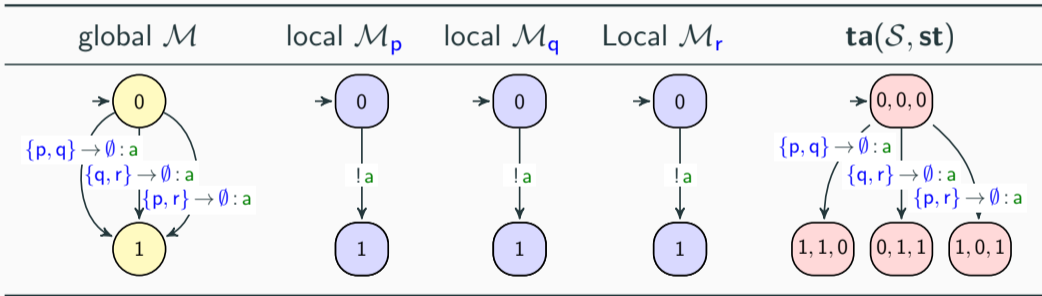 global ℳ local ℳp local ℳq Local ℳr ta(𝒮, st)
0 0 0 0 0,0,0
{p,q} → ∅ : a {p,q} → ∅ : a
{q,r} → ∅ : a !a !a !a {q,r} → ∅ : a
{p,r} → ∅ : a {p,r} → ∅ : a
1 1 1 1 1,1,0 0,1,1 1,0,1